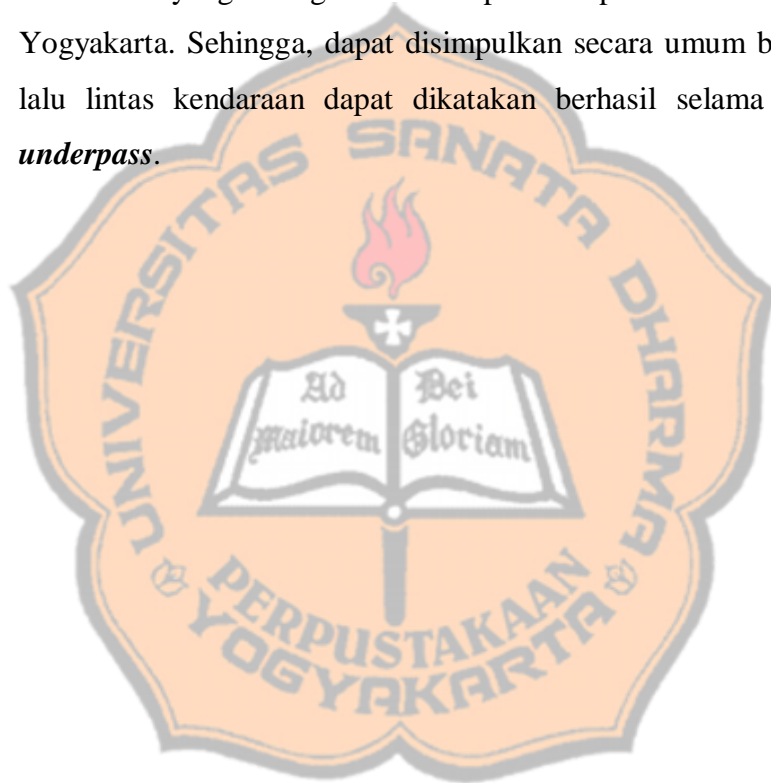 Yogyakarta. Sehingga, dapat disimpulkan secara umum b
lalu lintas kendaraan dapat dikatakan berhasil selama
underpass.
UNIVERSITAS SANATA DHARMA
Ad Dei
Maiorem Gloriam
PERPUSTAKAAN
YOGYAKARTA